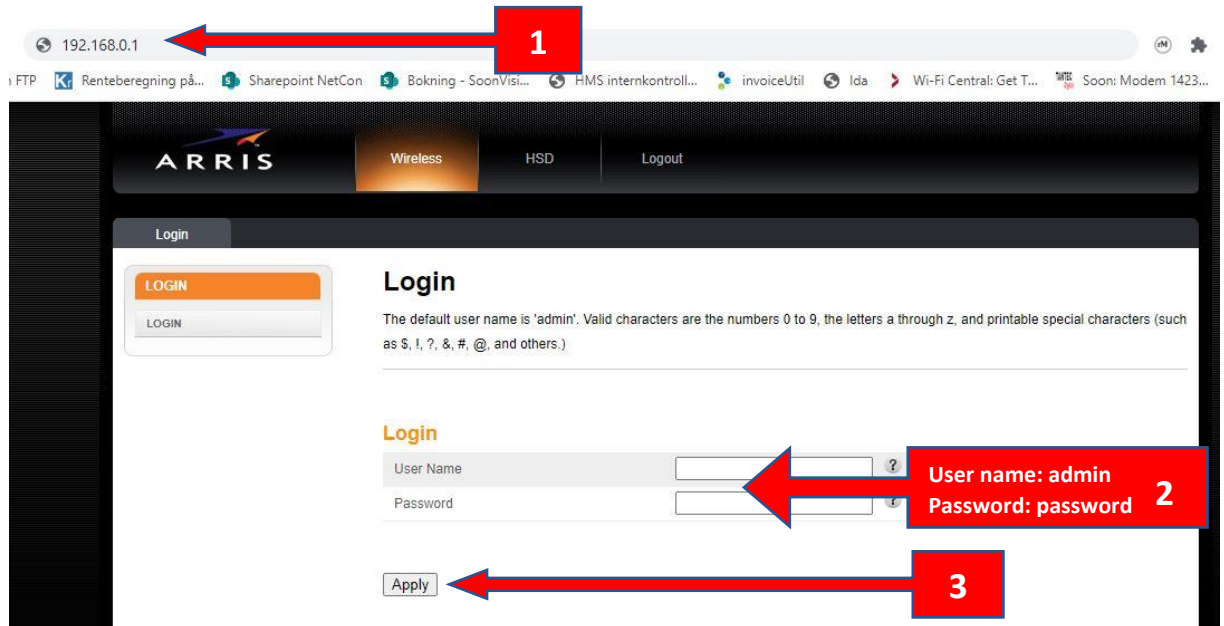 192.168.0.1
1
FTP Renteberegning på... Sharepoint NetCon Bokning - SoonVisi... HMS internkontroll... invoiceUtil Ida Wi-Fi Central: Get T... Soon: Modem 1423...
ARRIS Wireless HSD Logout
Login
LOGIN
LOGIN
Login
The default user name is 'admin'. Valid characters are the numbers 0 to 9, the letters a through z, and printable special characters (such
as $, !, ?, &, #, @, and others.)
Login
User Name ?
Password ?
User name: admin
Password: password 2
Apply
3